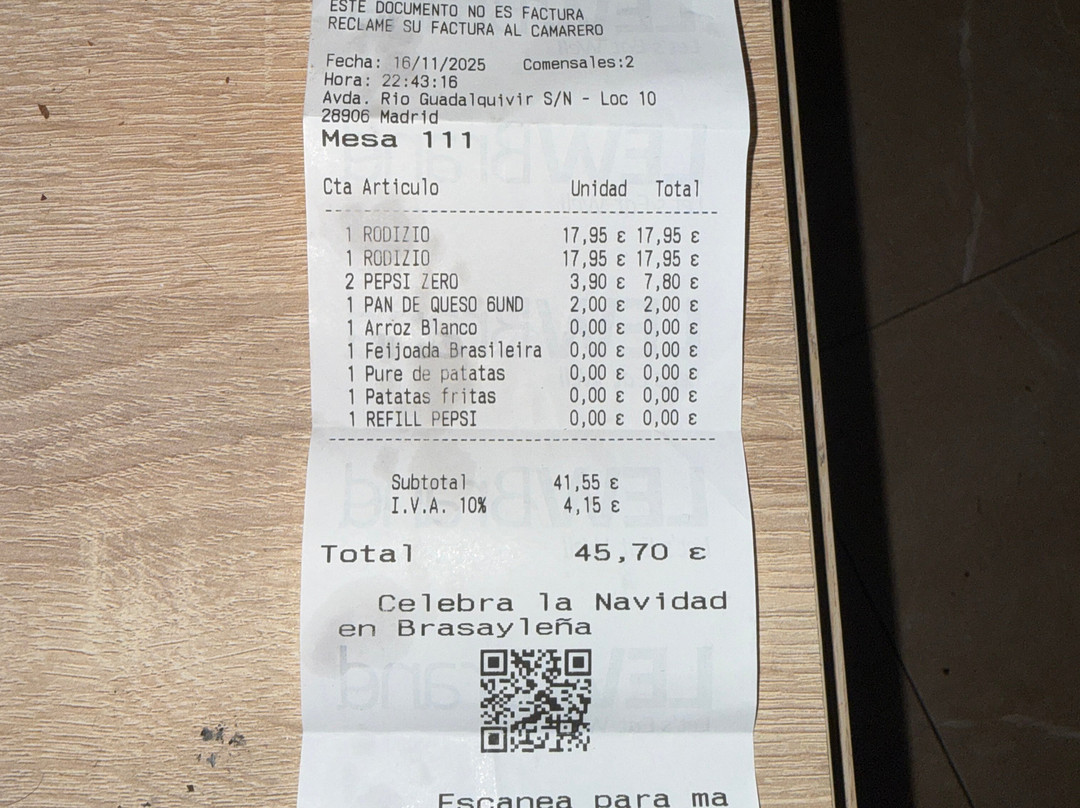 ESTE DOCUMENTO NO ES FACTURA
RECLAME SU FACTURA AL CAMARERO
Fecha: 16/11/2025 Comensales:2
Hora: 22:43:16
Avda. Rio Guadalquivir S/N - Loc 10
28906 Madrid
Mesa 111
Cta Articulo Unidad Total
1 RODIZIO 17,95 € 17,95 €
1 RODIZIO 17,95 € 17,95 €
2 PEPSI ZERO 3,90 € 7,80 €
1 PAN DE QUESO 6UND 2,00 € 2,00 €
1 Arroz Blanco 0,00 € 0,00 €
1 Feijoada Brasileira 0,00 € 0,00 €
1 Pure de patatas 0,00 € 0,00 €
1 Patatas fritas 0,00 € 0,00 €
1 REFILL PEPSI 0,00 € 0,00 €
Subtotal 41,55 €
I.V.A. 10% 4,15 €
Total 45,70 €
Celebra la Navidad
en Brasayleña
Escanea para ma